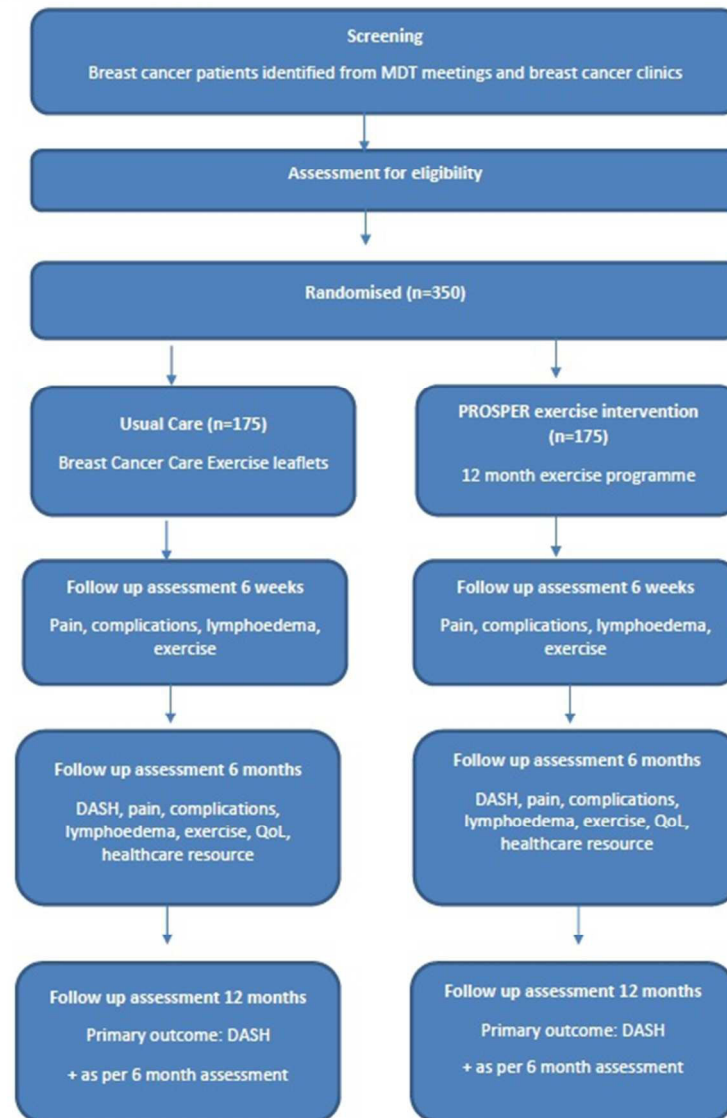 Screening
Breast cancer patients identified from MDT meetings and breast cancer clinics
Assessment for eligibility
Randomised (n=350)
Usual Care (n=175)
Breast Cancer Care Exercise leaflets
PROSPER exercise intervention
(n=175)
12 month exercise programme
Follow up assessment 6 weeks
Pain, complications, lymphoedema,
exercise
Follow up assessment 6 weeks
Pain, complications, lymphoedema,
exercise
Follow up assessment 6 months
DASH, pain, complications,
lymphoedema, exercise, QoL,
healthcare resource
Follow up assessment 6 months
DASH, pain, complications,
lymphoedema, exercise, QoL,
healthcare resource
Follow up assessment 12 months
Primary outcome: DASH
+ as per 6 month assessment
Follow up assessment 12 months
Primary outcome: DASH
+ as per 6 month assessment